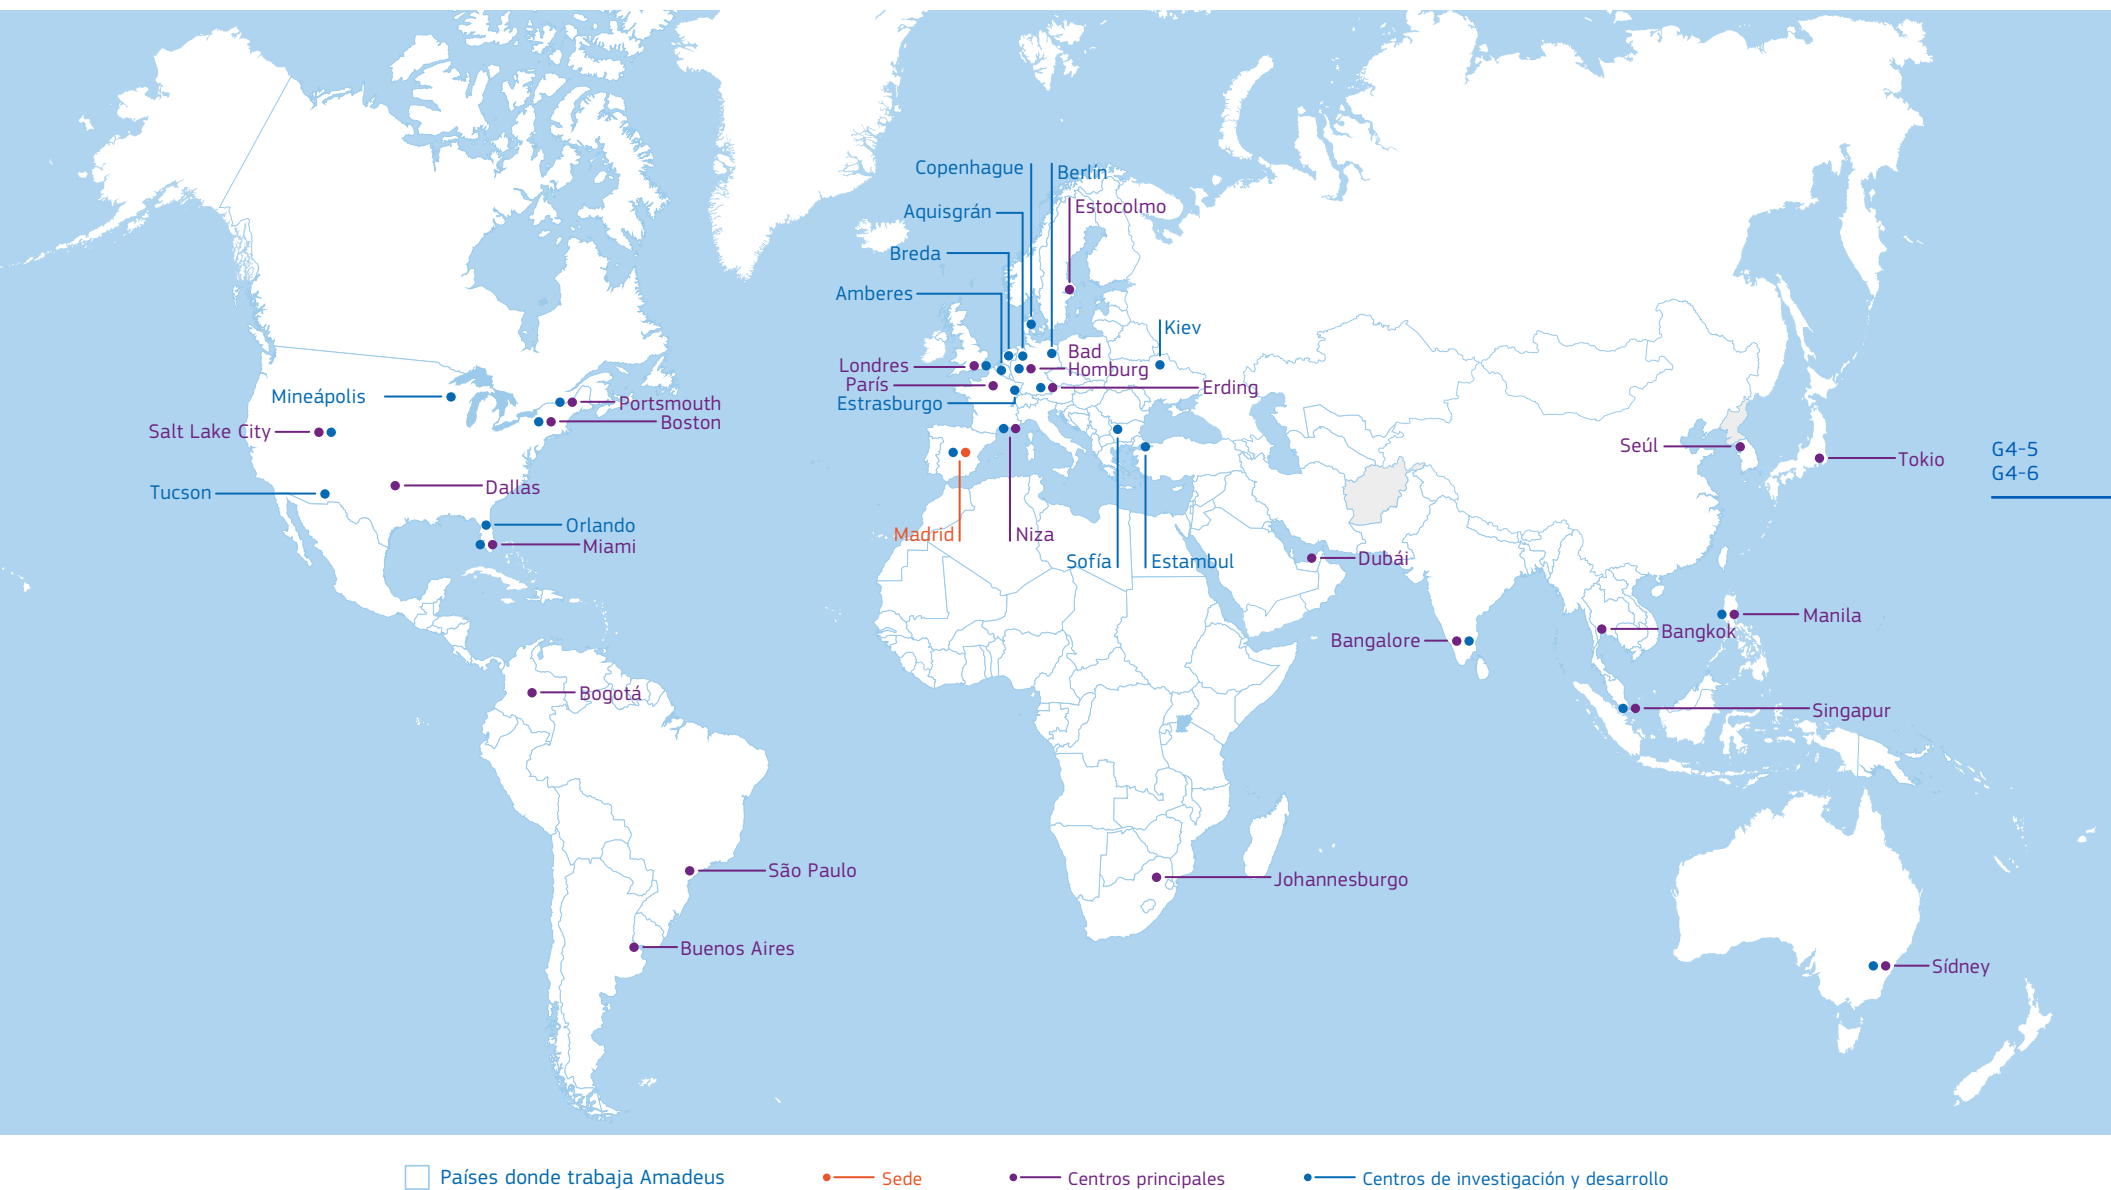 Copenhague
Berlín
Aquisgrán
Estocolmo
Breda
Amberes
Kiev
Londres
Bad
Homburg
París
Erding
Estrasburgo
Mineápolis
Portsmouth
Boston
Salt Lake City
Seúl
Tokio
G4-5
G4-6
Tucson
Dallas
Orlando
Miami
Madrid
Niza
Sofía
Estambul
Dubái
Manila
Bangkok
Bangalore
Bogotá
Singapur
São Paulo
Johannesburgo
Buenos Aires
Sídney
Países donde trabaja Amadeus
Sede
Centros principales
Centros de investigación y desarrollo